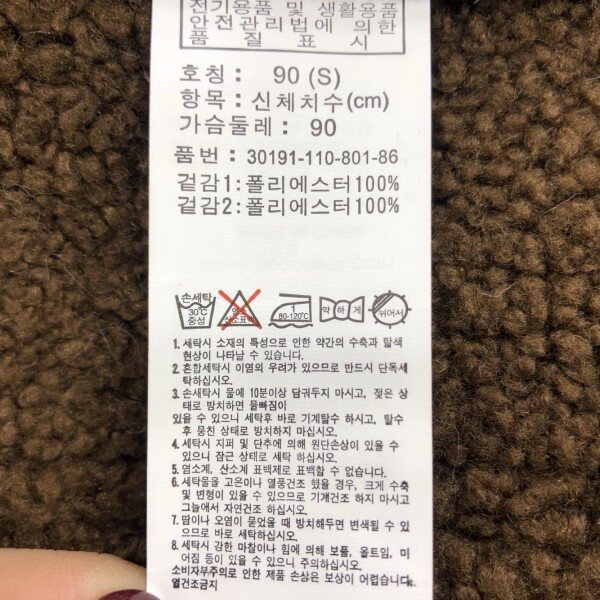 전기용품 및 생활용품
안전관리법에 의한
품 질 표 시
호칭 : 90 (S)
항목 : 신체치수(cm)
가슴둘레 : 90
품번 : 30191-110-801-86
겉감1:폴리에스터100%
겉감2:폴리에스터100%
손세탁
30℃
중성
염소
산소표백
1
80-120℃
약하게
뉘어서
1. 세탁시 소재의 특성으로 인한 약간의 수축과 탈색
현상이 나타날 수 있습니다.
2. 혼합세탁시 이염의 우려가 있으므로 반드시 단독세
탁하십시오.
3. 손세탁시 물에 10분이상 담궈두지 마시고, 젖은 상
태로 방치하면 물빠짐이
있을 수 있으니 세탁후 바로 기계탈수 하시고, 탈수
후 뭉친 상태로 방치하지 마십시오.
4. 세탁시 지퍼 및 단추에 의해 원단손상이 있을 수
있으니 잠근 상태로 세탁 하십시오.
5. 염소계, 산소계 표백제로 표백할 수 없습니다.
6. 세탁물을 고온이나 열풍건조 했을 경우, 크게 수축
및 변형이 있을 수 있으므로 기계건조 하지 마시고
그늘에서 자연건조 하십시오.
7. 땀이나 오염이 묻었을 때 방치해두면 변색될 수 있
으므로 바로 세탁하십시오.
8. 세탁시 강한 마찰이나 힘에 의해 보풀, 올트임, 미
어짐 등이 있을 수 있으니 주의하십시오.
소비자부주의로 인한 제품 손상은 보상이 어렵습니다.
열건조금지